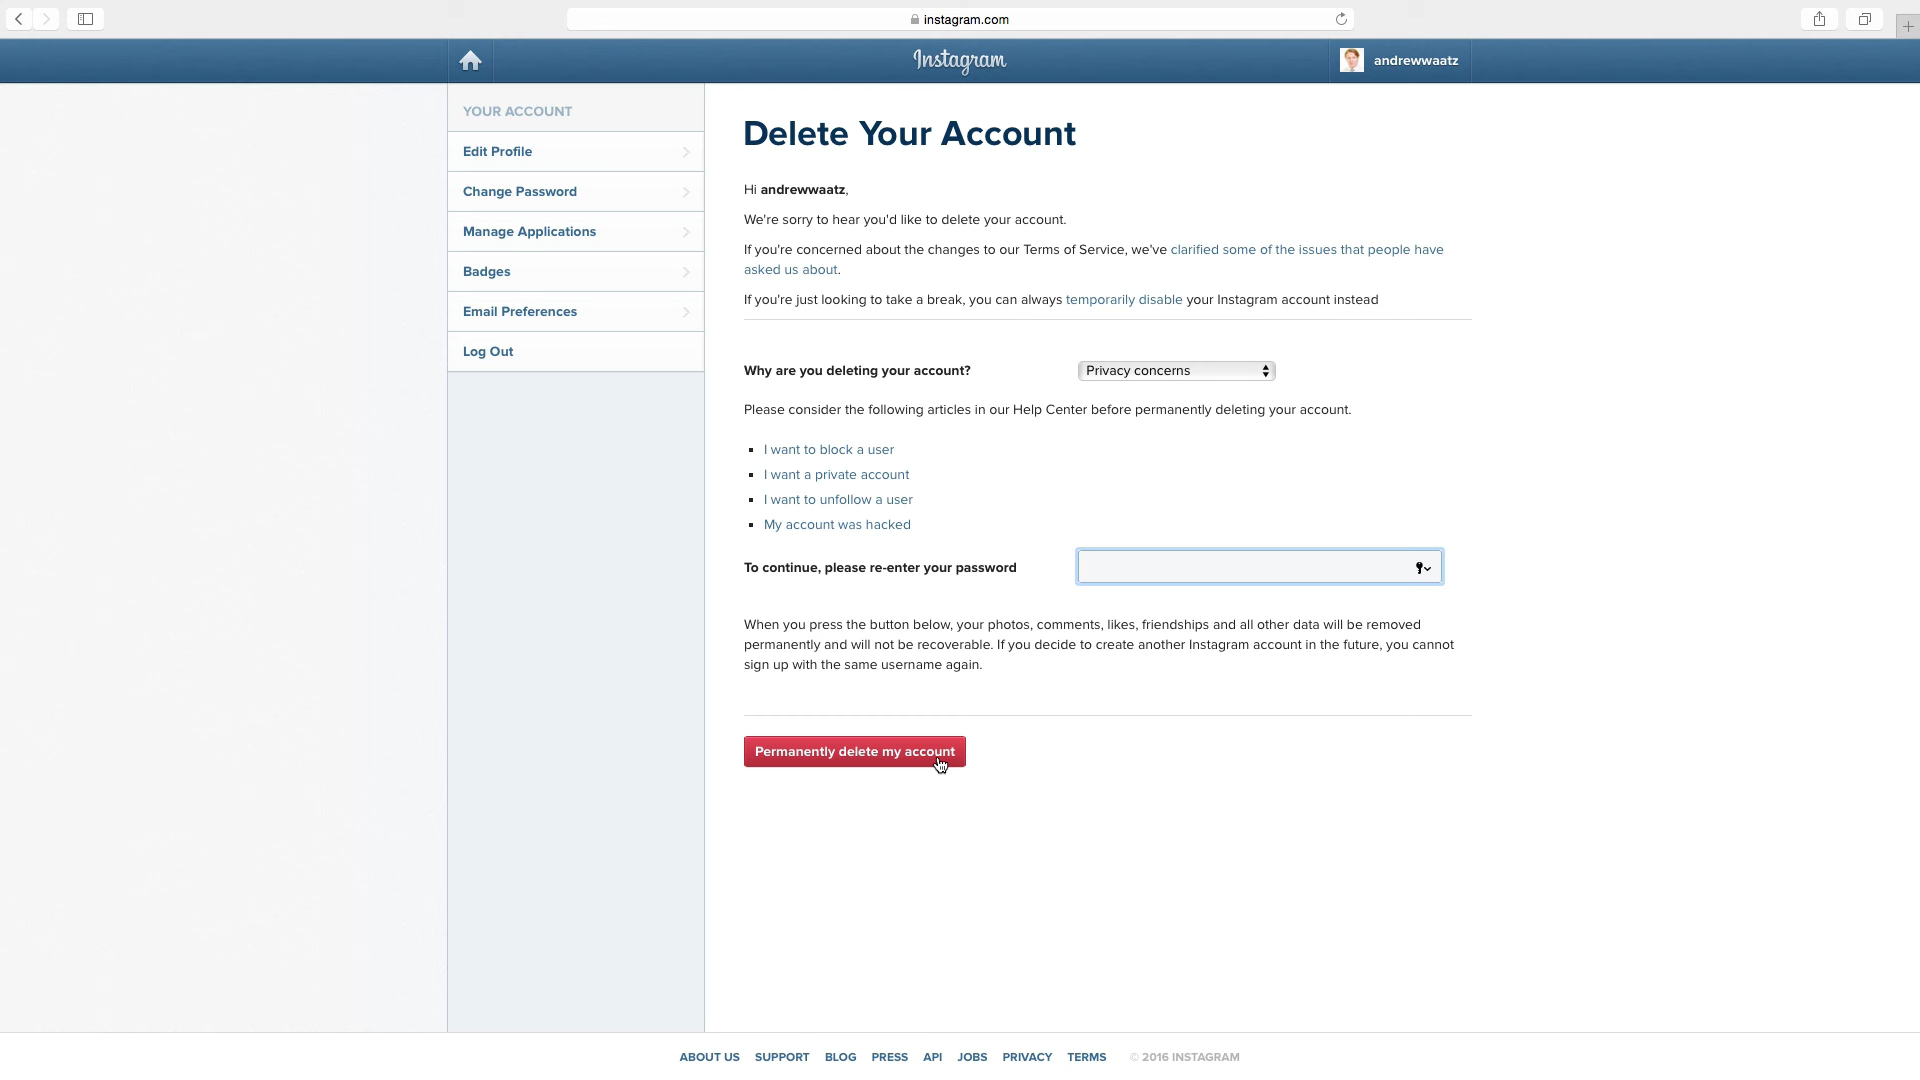 instagram.com
Instagram
andrewwaatz
YOUR ACCOUNT
Edit Profile
Change Password
Manage Applications
Badges
Email Preferences
Log Out
Delete Your Account
Hi andrewwaatz,
We're sorry to hear you'd like to delete your account.
If you're concerned about the changes to our Terms of Service, we've clarified some of the issues that people have
asked us about.
If you're just looking to take a break, you can always temporarily disable your Instagram account instead
Why are you deleting your account?
Privacy concerns
Please consider the following articles in our Help Center before permanently deleting your account.
I want to block a user
I want a private account
I want to unfollow a user
My account was hacked
To continue, please re-enter your password
When you press the button below, your photos, comments, likes, friendships and all other data will be removed
permanently and will not be recoverable. If you decide to create another Instagram account in the future, you cannot
sign up with the same username again.
Permanently delete my account
ABOUT US SUPPORT BLOG PRESS API JOBS PRIVACY TERMS © 2016 INSTAGRAM